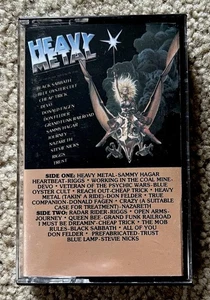 HEAVY
METAL
BLACK SABBATH
BLUE OYSTER CULT
CHEAP TRICK
DEVO
DONALD FAGEN
DON FELDER
GRAND FUNK RAILROAD
SAMMY HAGAR
JOURNEY
NAZARETH
STEVIE NICKS
RIGGS
TRUST
SIDE ONE: HEAVY METAL-SAMMY HAGAR
HEARTBEAT-RIGGS • WORKING IN THE COAL MINE-
DEVO • VETERAN OF THE PSYCHIC WARS-BLUE
OYSTER CULT • REACH OUT-CHEAP TRICK • HEAVY
METAL (TAKIN' A RIDE)-DON FELDER • TRUE
COMPANION-DONALD FAGEN • CRAZY (A SUITABLE
CASE FOR TREATMENT)-NAZARETH
SIDE TWO: RADAR RIDER-RIGGS • OPEN ARMS-
JOURNEY • QUEEN BEE-GRAND FUNK RAILROAD
I MUST BE DREAMIN'-CHEAP TRICK • THE MOB
RULES-BLACK SABBATH • ALL OF YOU
DON FELDER • PREFABRICATED-TRUST
BLUE LAMP-STEVIE NICKS